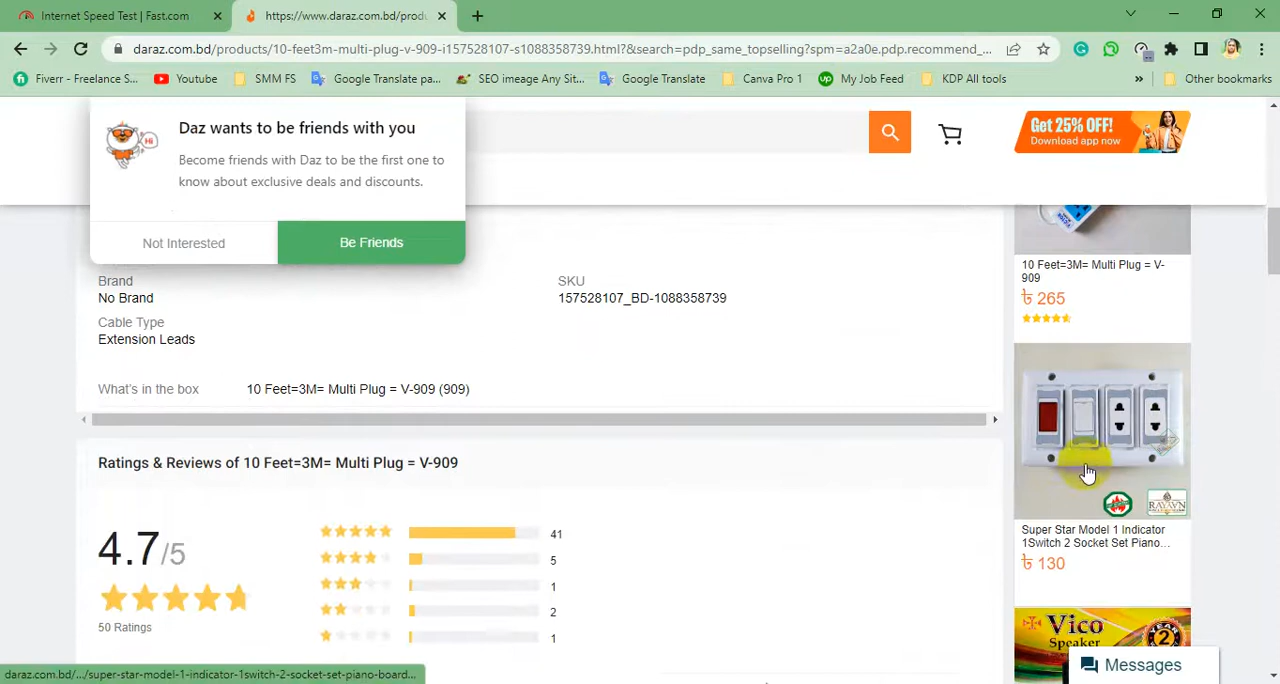 Internet Speed Test | Fast.com
https://www.daraz.com.bd/produ
daraz.com.bd/products/10-feet3m-multi-plug-v-909-i157528107-s1088358739.html?&search=pdp_same_topselling?spm=a2a0e.pdp.recommend_...
Fiverr - Freelance S...
Youtube
SMM FS
Google Translate pa...
SEO imeage Any Sit...
Google Translate
Canva Pro 1
My Job Feed
KDP All tools
»
Other bookmarks
Daz wants to be friends with you
Become friends with Daz to be the first one to
know about exclusive deals and discounts.
Not Interested
Be Friends
Hi
Get 25% OFF!
Download app now
Brand
No Brand
SKU
157528107_BD-1088358739
Cable Type
Extension Leads
What's in the box
10 Feet=3M= Multi Plug = V-909 (909)
Ratings & Reviews of 10 Feet=3M= Multi Plug = V-909
4.7/5
50 Ratings
41
5
1
2
1
10 Feet=3M= Multi Plug = V-
909
৳ 265
RAYAVN
Super Star Model 1 Indicator
1Switch 2 Socket Set Piano...
৳ 130
Vico
Speaker
2
YEAR
Messages
daraz.com.bd/.../super-star-model-1-indicator-1switch-2-socket-set-piano-board...